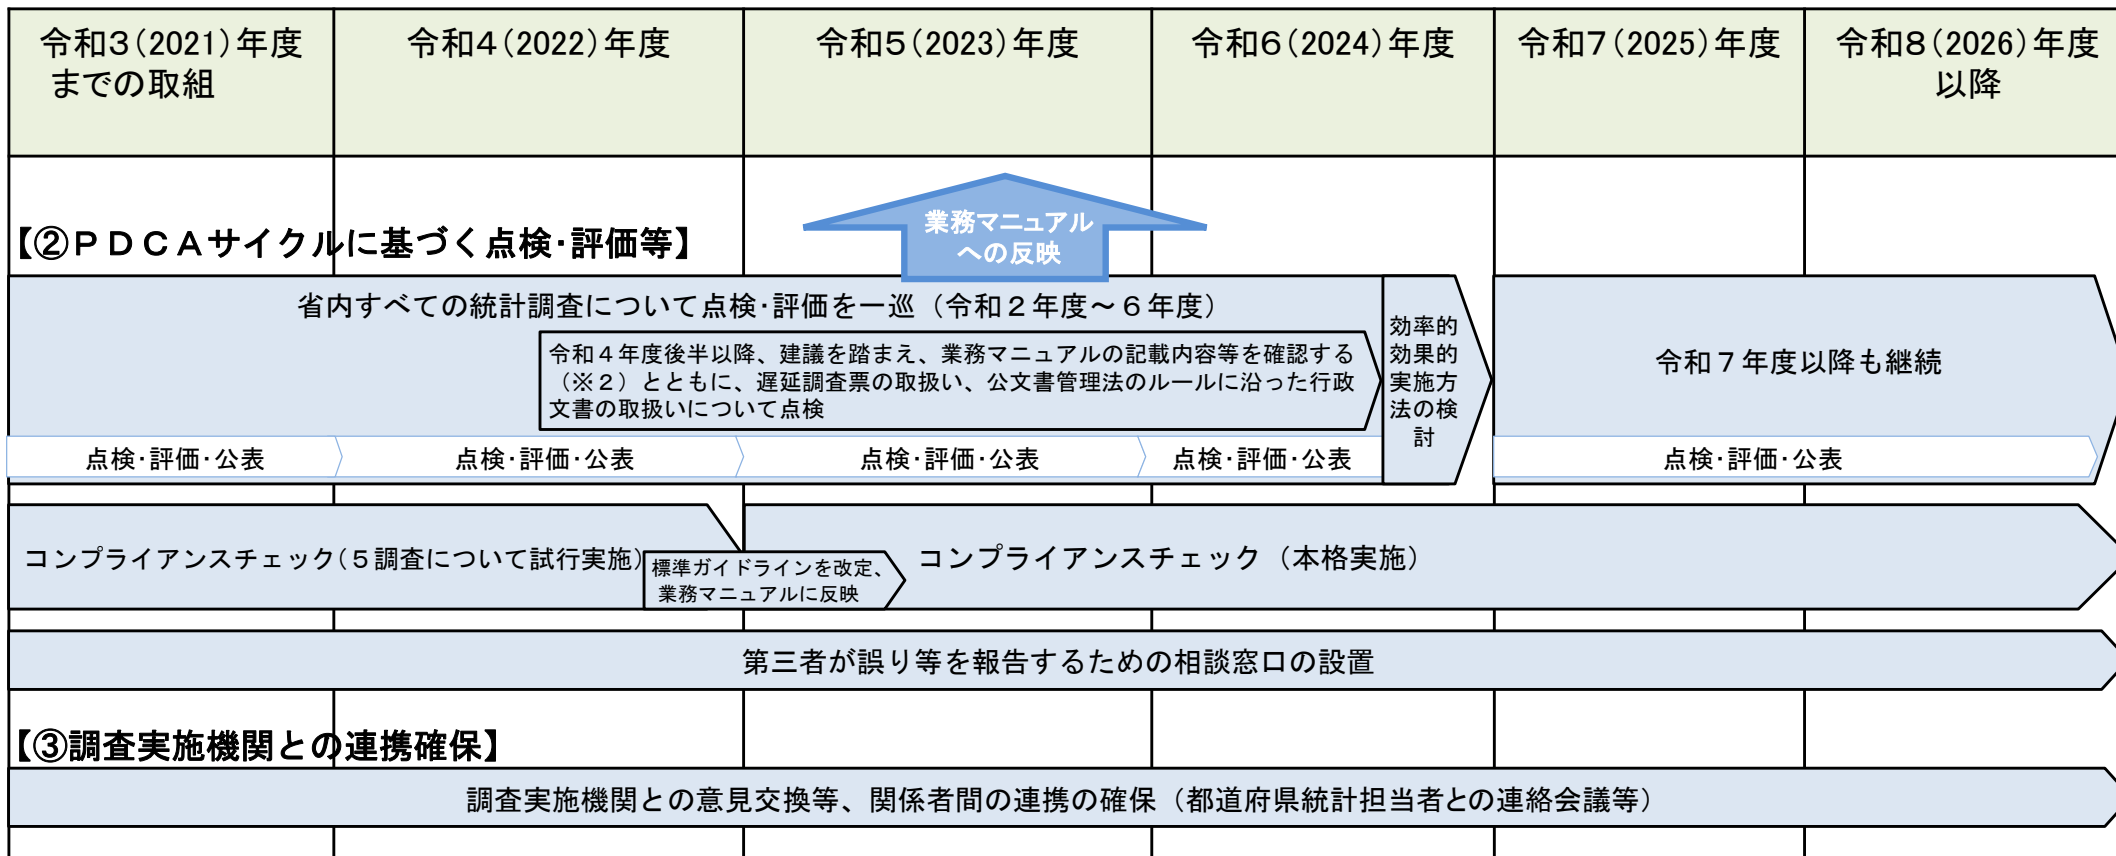 令和3(2021)年度
までの取組
令和4(2022)年度
令和5(2023)年度
令和6(2024)年度
令和7(2025)年度
令和8(2026)年度
以降
業務マニュアル
への反映
【②ＰＤＣＡサイクルに基づく点検・評価等】
省内すべての統計調査について点検・評価を一巡（令和２年度～６年度）
令和４年度後半以降、建議を踏まえ、業務マニュアルの記載内容等を確認する
（※２）とともに、遅延調査票の取扱い、公文書管理法のルールに沿った行政
文書の取扱いについて点検
効率的
効果的
実施方
法の検
討
令和７年度以降も継続
点検・評価・公表
点検・評価・公表
点検・評価・公表
点検・評価・公表
点検・評価・公表
コンプライアンスチェック（５調査について試行実施）
標準ガイドラインを改定、
業務マニュアルに反映
コンプライアンスチェック（本格実施）
第三者が誤り等を報告するための相談窓口の設置
【③調査実施機関との連携確保】
調査実施機関との意見交換等、関係者間の連携の確保（都道府県統計担当者との連絡会議等）